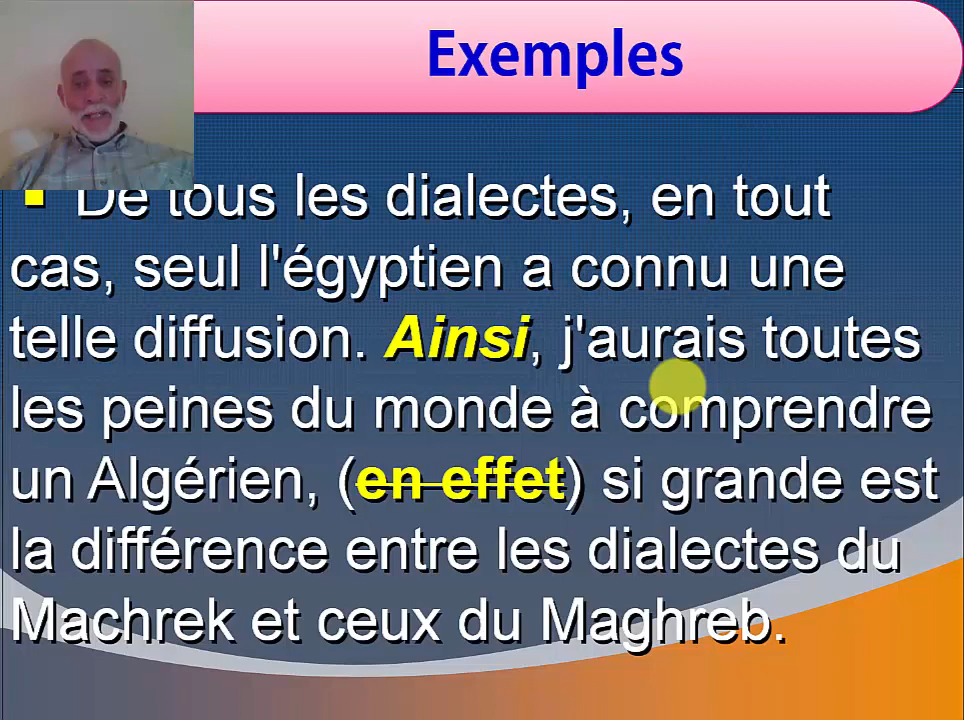 Exemples
De tous les dialectes, en tout
cas, seul l'égyptien a connu une
telle diffusion. Ainsi, j'aurais toutes
les peines du monde à comprendre
un Algérien, (en effet) si grande est
la différence entre les dialectes du
Machrek et ceux du Maghreb.